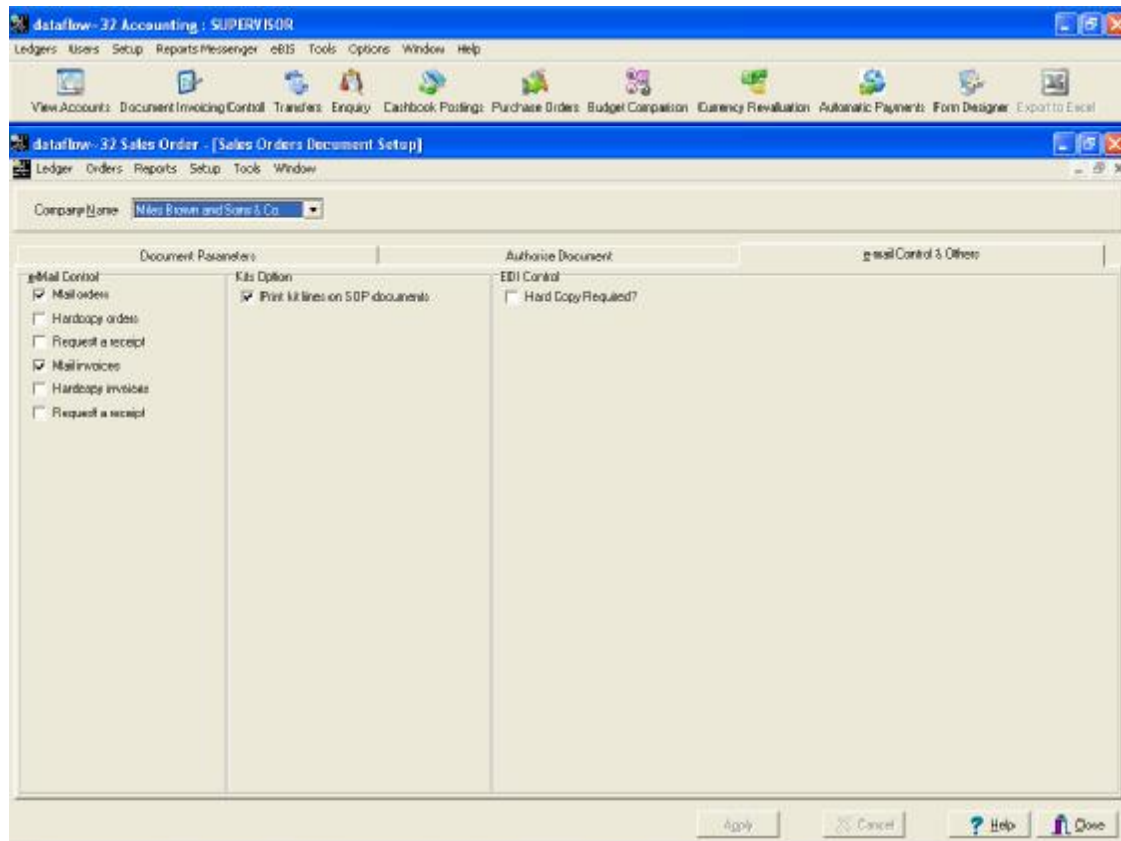 dataflow-32 Accounting : SUPERVISOR
Ledgers Users Setup Reports Messenger eBIS Tools Options Window Help
View Accounts Document Invoicing Control Transfers Enquiry Cashbook Postings Purchase Orders Budget Comparison Currency Revaluation Automatic Payments Form Designer Export to Excel
dataflow-32 Sales Order - [Sales Orders Document Setup]
Ledger Orders Reports Setup Tools Window
Company Name Miles Brown and Sons & Co.
Document Parameters Authorise Document e-mail Control & Others
e-Mail Control Kits Option EDI Control
Mail orders Print kit lines on SOP documents Hard Copy Required?
Hardcopy orders
Request a receipt
Mail invoices
Hardcopy invoices
Request a receipt
Apply Cancel Help Close